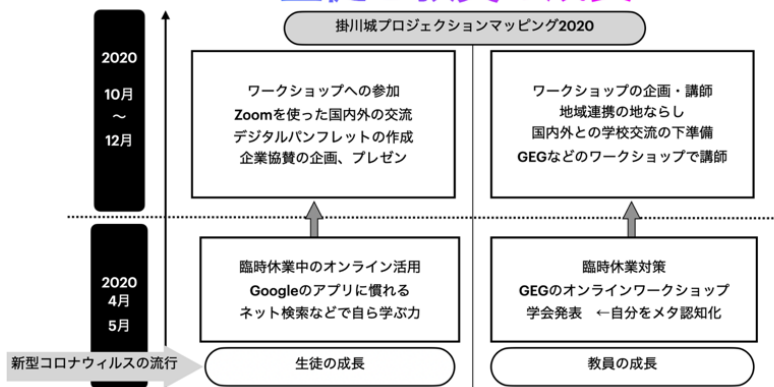 掛川城プロジェクションマッピング2020
2020
10月
〜
12月
ワークショップへの参加
Zoomを使った国内外の交流
デジタルパンフレットの作成
企業協賛の企画、プレゼン
ワークショップの企画・講師
地域連携の地ならし
国内外との学校交流の下準備
GEGなどのワークショップで講師
2020
4月
5月
臨時休業中のオンライン活用
Googleのアプリに慣れる
ネット検索などで自ら学ぶ力
臨時休業対策
GEGのオンラインワークショップ
学会発表　←自分をメタ認知化
新型コロナウィルスの流行
生徒の成長
教員の成長